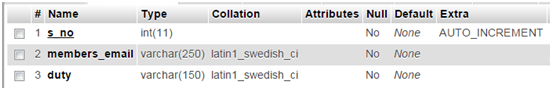 # Name Type Collation Attributes Null Default Extra
1 s_no int(11) No None AUTO_INCREMENT
2 members_email varchar(250) latin1_swedish_ci No None
3 duty varchar(150) latin1_swedish_ci No None